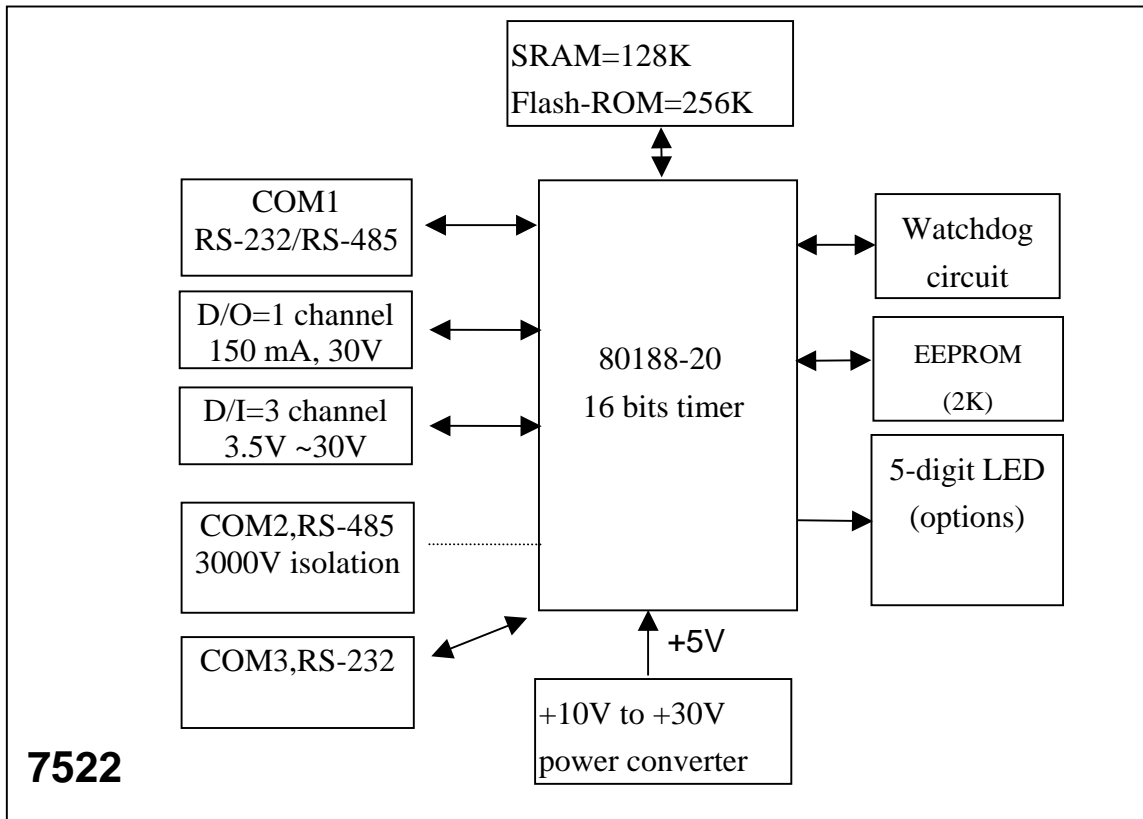 SRAM=128K
Flash-ROM=256K
COM1
RS-232/RS-485
D/O=1 channel
150 mA, 30V
D/I=3 channel
3.5V ~30V
COM2,RS-485
3000V isolation
COM3,RS-232
80188-20
16 bits timer
Watchdog
circuit
EEPROM
(2K)
5-digit LED
(options)
+5V
+10V to +30V
power converter
7522